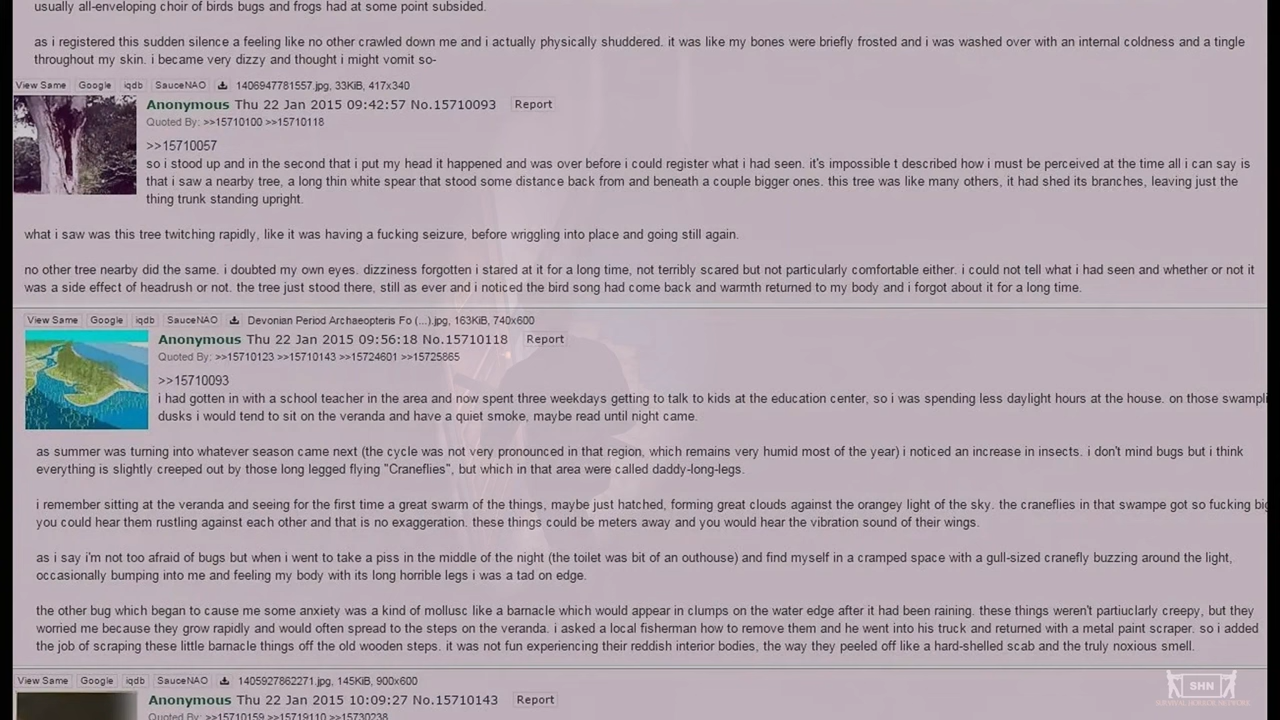 usually all-enveloping choir of birds bugs and frogs had at some point subsided.
as i registered this sudden silence a feeling like no other crawled down me and i actually physically shuddered. it was like my bones were briefly frosted and i was washed over with an internal coldness and a tingle
throughout my skin. i became very dizzy and thought i might vomit so-
View Same Google iqdb SauceNAO 1406947781557.jpg, 33KiB, 417x340
Anonymous Thu 22 Jan 2015 09:42:57 No.15710093 Report
Quoted By: >>15710100 >>15710118
>>15710057
so i stood up and in the second that i put my head it happened and was over before i could register what i had seen. it's impossible t described how i must be perceived at the time all i can say is
that i saw a nearby tree, a long thin white spear that stood some distance back from and beneath a couple bigger ones. this tree was like many others, it had shed its branches, leaving just the
thing trunk standing upright.
what i saw was this tree twitching rapidly, like it was having a fucking seizure, before wriggling into place and going still again.
no other tree nearby did the same. i doubted my own eyes. dizziness forgotten i stared at it for a long time, not terribly scared but not particularly comfortable either. i could not tell what i had seen and whether or not it
was a side effect of headrush or not. the tree just stood there, still as ever and i noticed the bird song had come back and warmth returned to my body and i forgot about it for a long time.
View Same Google iqdb SauceNAO Devonian Period Archaeopteris Fo (...).jpg, 163KiB, 740x600
Anonymous Thu 22 Jan 2015 09:56:18 No.15710118 Report
Quoted By: >>15710123 >>15710143 >>15724601 >>15725865
>>15710093
i had gotten in with a school teacher in the area and now spent three weekdays getting to talk to kids at the education center, so i was spending less daylight hours at the house. on those swampli
dusks i would tend to sit on the veranda and have a quiet smoke, maybe read until night came.
as summer was turning into whatever season came next (the cycle was not very pronounced in that region, which remains very humid most of the year) i noticed an increase in insects. i don't mind bugs but i think
everything is slightly creeped out by those long legged flying "Craneflies", but which in that area were called daddy-long-legs.
i remember sitting at the veranda and seeing for the first time a great swarm of the things, maybe just hatched, forming great clouds against the orangey light of the sky. the craneflies in that swampe got so fucking big
you could hear them rustling against each other and that is no exaggeration. these things could be meters away and you would hear the vibration sound of their wings.
as i say i'm not too afraid of bugs but when i went to take a piss in the middle of the night (the toilet was bit of an outhouse) and find myself in a cramped space with a gull-sized cranefly buzzing around the light,
occasionally bumping into me and feeling my body with its long horrible legs i was a tad on edge.
the other bug which began to cause me some anxiety was a kind of mollusc like a barnacle which would appear in clumps on the water edge after it had been raining. these things weren't partiuclarly creepy, but they
worried me because they grow rapidly and would often spread to the steps on the veranda. i asked a local fisherman how to remove them and he went into his truck and returned with a metal paint scraper. so i added
the job of scraping these little barnacle things off the old wooden steps. it was not fun experiencing their reddish interior bodies, the way they peeled off like a hard-shelled scab and the truly noxious smell.
View Same Google iqdb SauceNAO 1405927862271.jpg, 145KiB, 900x600
Anonymous Thu 22 Jan 2015 10:09:27 No.15710143 Report
Quoted By: >>15710159 >>15719110 >>15730238
SHN
SURVIVAL HORROR NETWORK